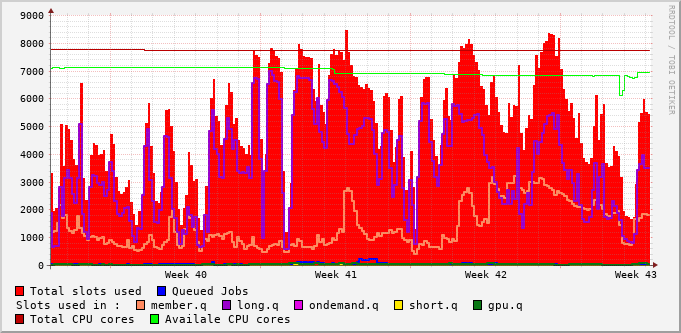 9000
8000
7000
6000
5000
4000
3000
2000
1000
0
Week 40 Week 41 Week 42 Week 43
RRDTOOL / TOBI OETIKER
Total slots used Queued Jobs
Slots used in : member.q long.q ondemand.q short.q gpu.q
Total CPU cores Availale CPU cores